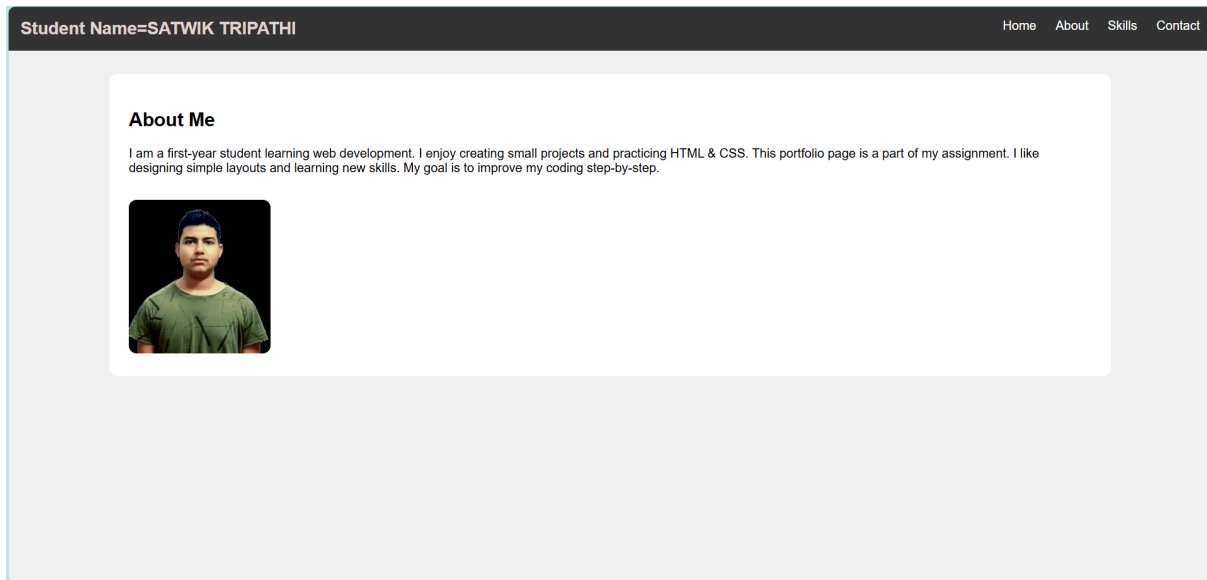 Student Name=SATWIK TRIPATHI
Home About Skills Contact
About Me
I am a first-year student learning web development. I enjoy creating small projects and practicing HTML & CSS. This portfolio page is a part of my assignment. I like
designing simple layouts and learning new skills. My goal is to improve my coding step-by-step.